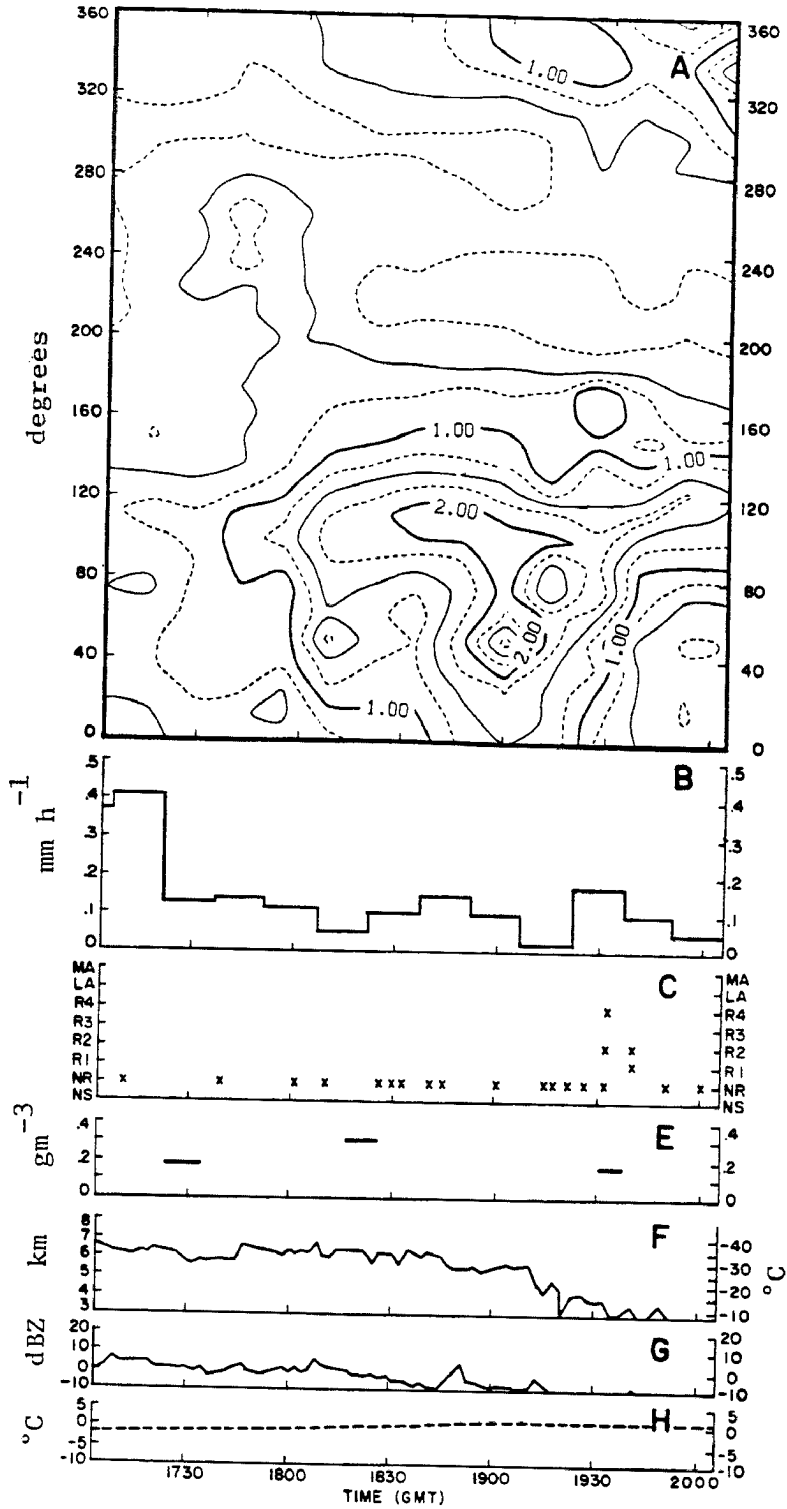 A
360
320
280
240
200
160
120
80
40
0
degrees
360
320
280
240
200
160
120
80
40
0
1.00
1.00
1.00
2.00
2.00
1.00
1.00
B
.5
.4
.3
.2
.1
0
mm h-1
.5
.4
.3
.2
.1
0
C
MA
LA
R4
R3
R2
R1
NR
NS
MA
LA
R4
R3
R2
R1
NR
NS
E
.4
.2
0
gm-3
.4
.2
0
F
8
7
6
5
4
3
km
-40
-30
-20
-10
°C
G
20
10
0
-10
dBZ
20
10
0
-10
H
5
0
-5
-10
°C
5
0
-5
-10
1730 1800 1830 1900 1930 2000
TIME (GMT)